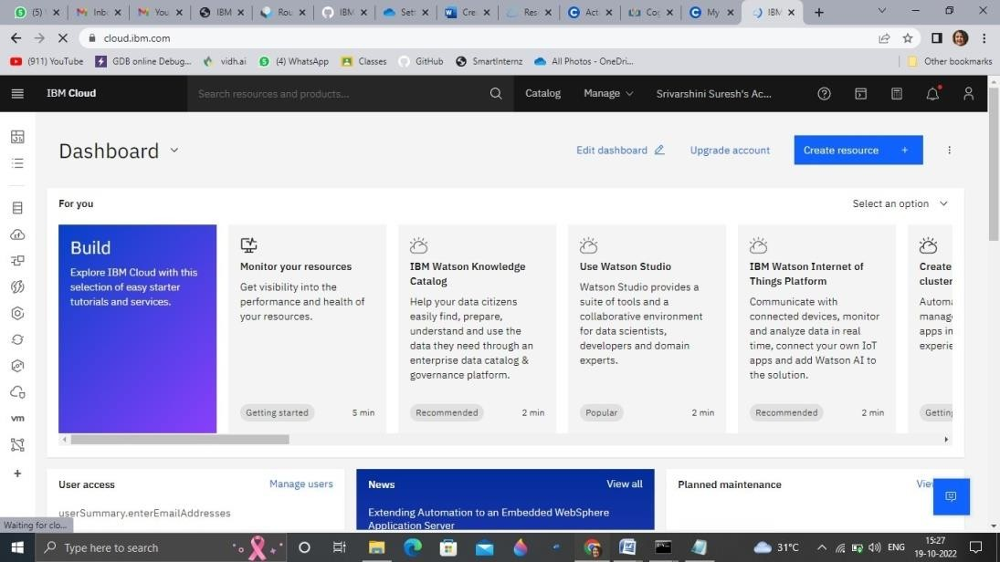 (5) \
Inb
You
IBM
Rou
IBM
Sett
Cre
Res
Act
Cog
My
IBM
cloud.ibm.com
(911) YouTube
GDB online Debug...
vidh.ai
(4) WhatsApp
Classes
GitHub
SmartInternz
All Photos - OneDri...
Other bookmarks
IBM Cloud
Search resources and products...
Catalog
Manage
Srivarshini Suresh's Ac...
Dashboard
Edit dashboard
Upgrade account
Create resource +
For you
Select an option
Build
Explore IBM Cloud with this
selection of easy starter
tutorials and services.
Monitor your resources
Get visibility into the
performance and health of
your resources.
Getting started
5 min
IBM Watson Knowledge
Catalog
Help your data citizens
easily find, prepare,
understand and use the
data they need through an
enterprise data catalog &
governance platform.
Recommended
2 min
Use Watson Studio
Watson Studio provides a
suite of tools and a
collaborative environment
for data scientists,
developers and domain
experts.
Popular
2 min
IBM Watson Internet of
Things Platform
Communicate with
connected devices, monitor
and analyze data in real
time, connect your own IoT
apps and add Watson AI to
the solution.
Recommended
2 min
Create
cluster
Automa
manag
apps in
experie
Getting
vm
User access
Manage users
userSummary.enterEmailAddresses
News
View all
Extending Automation to an Embedded WebSphere
Application Server
Planned maintenance
Vie
Waiting for clo...
Type here to search
31°C
ENG
15:27
19-10-2022